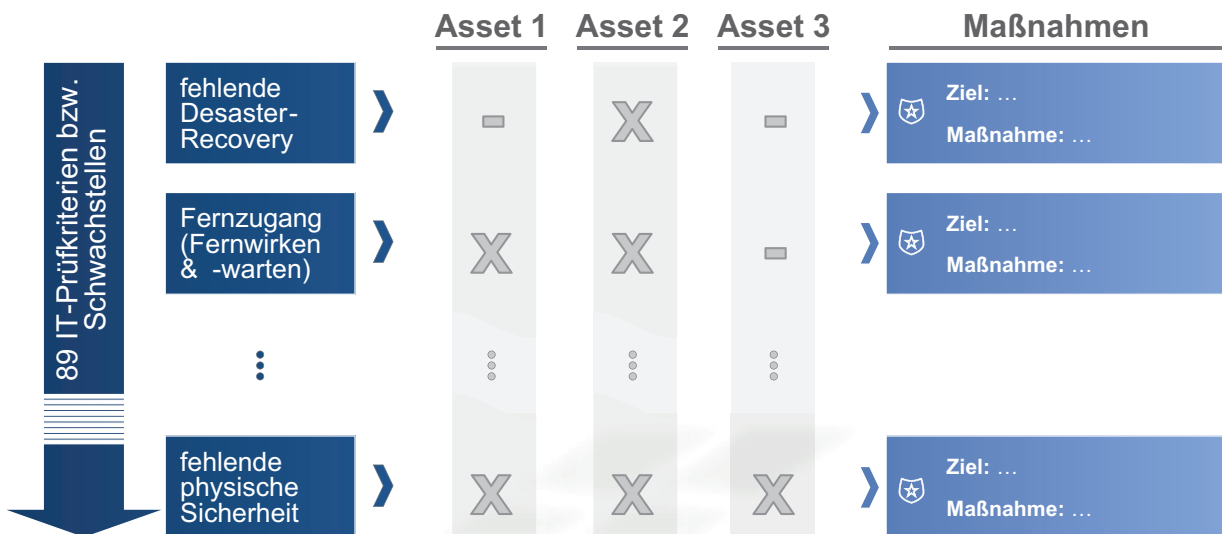 Asset 1 Asset 2 Asset 3 Maßnahmen
89 IT-Prüfkriterien bzw.
Schwachstellen
fehlende
Desaster-
Recovery
- X -
Ziel: …
Maßnahme: …
Fernzugang
(Fernwirken
& -warten)
X X -
Ziel: …
Maßnahme: …
fehlende
physische
Sicherheit
X X X
Ziel: …
Maßnahme: …